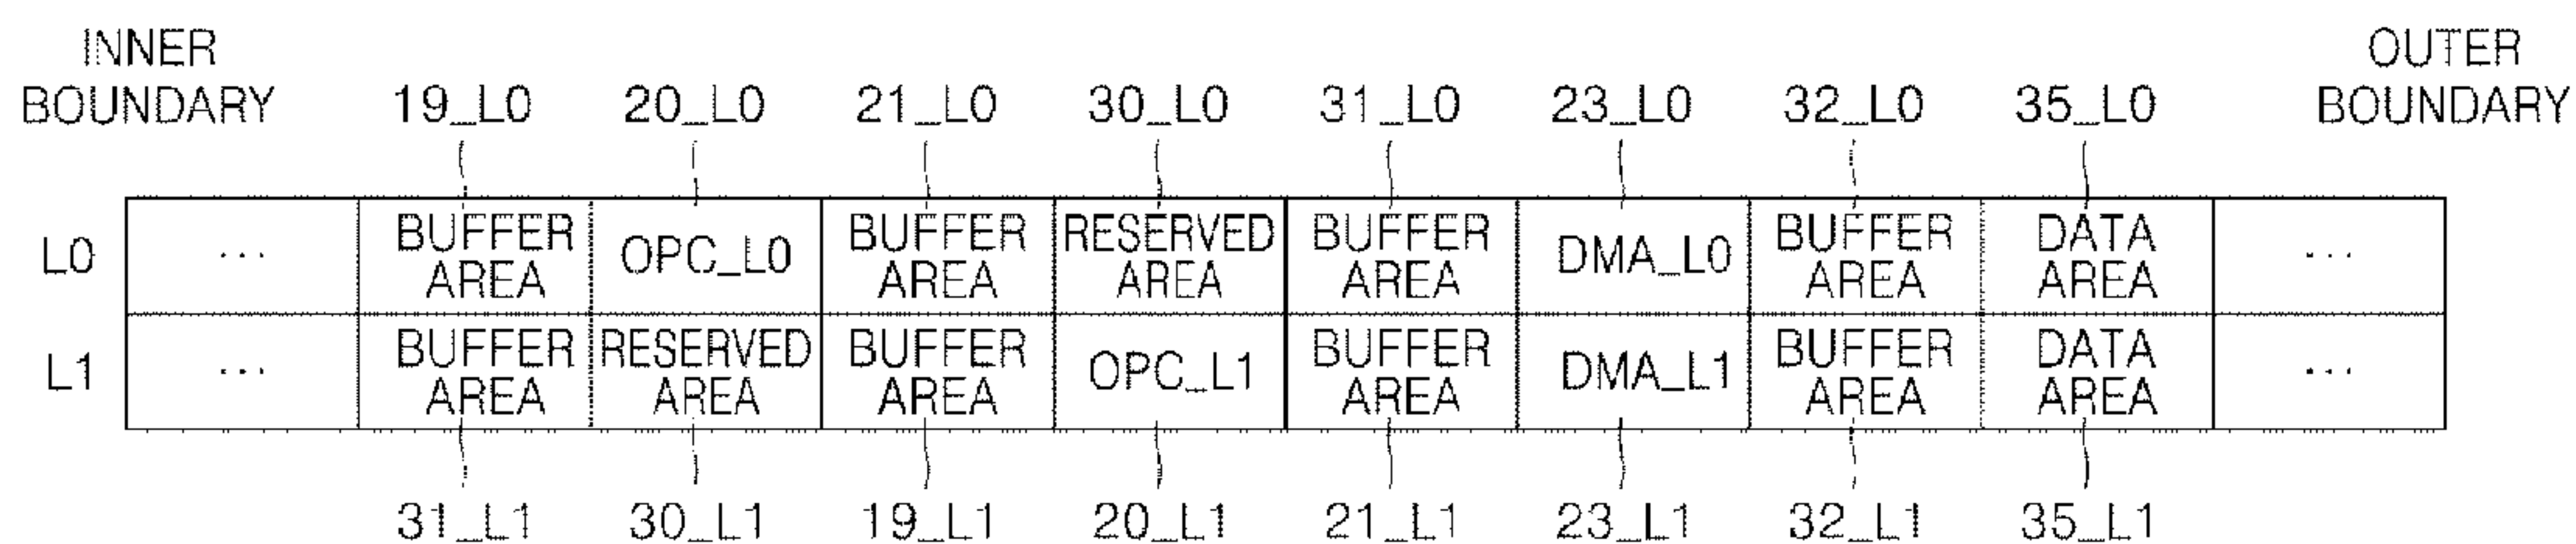 INNER
BOUNDARY
OUTER
BOUNDARY
19_L0 20_L0 21_L0 30_L0 31_L0 23_L0 32_L0 35_L0
L0
...
BUFFER
AREA
OPC_L0
BUFFER
AREA
RESERVED
AREA
BUFFER
AREA
DMA_L0
BUFFER
AREA
DATA
AREA
...
L1
...
BUFFER
AREA
RESERVED
AREA
BUFFER
AREA
OPC_L1
BUFFER
AREA
DMA_L1
BUFFER
AREA
DATA
AREA
...
31_L1 30_L1 19_L1 20_L1 21_L1 23_L1 32_L1 35_L1